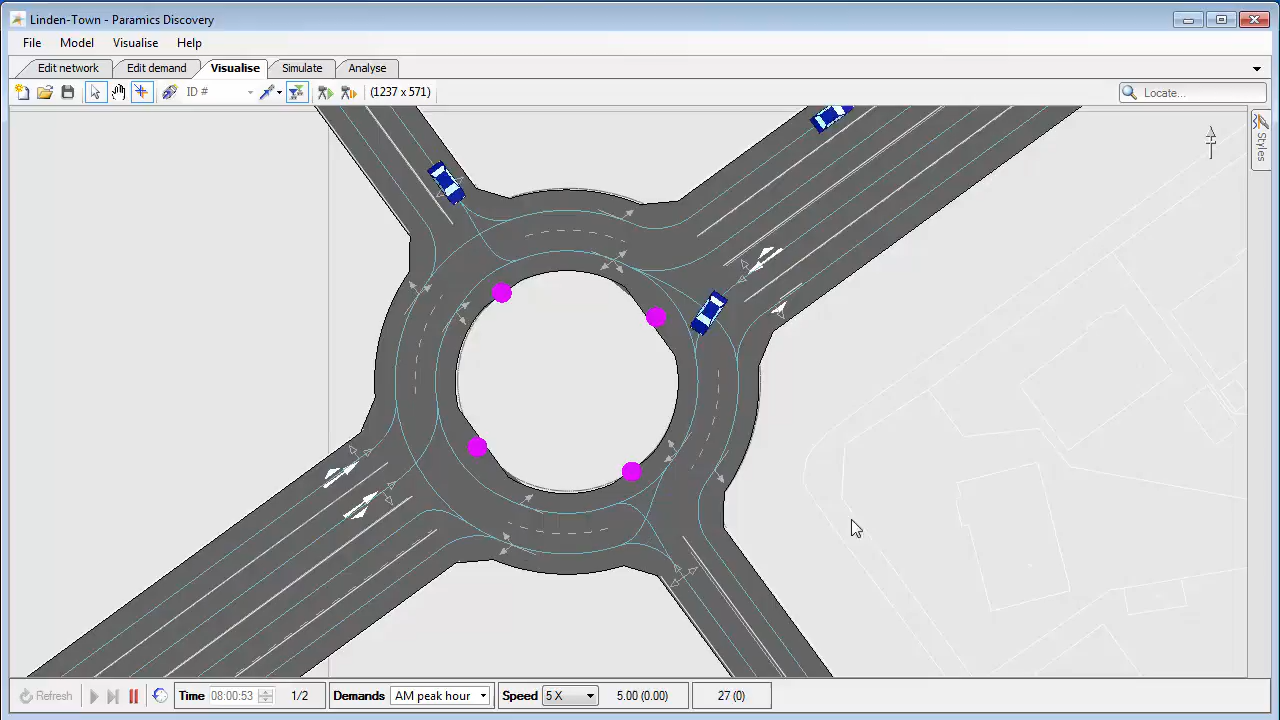 Linden-Town - Paramics Discovery
File Model Visualise Help
Edit network Edit demand Visualise Simulate Analyse
ID # (1237 x 571) Locate...
Styles
Refresh Time 08:00:53 1/2 Demands AM peak hour Speed 5 X 5.00 (0.00) 27 (0)